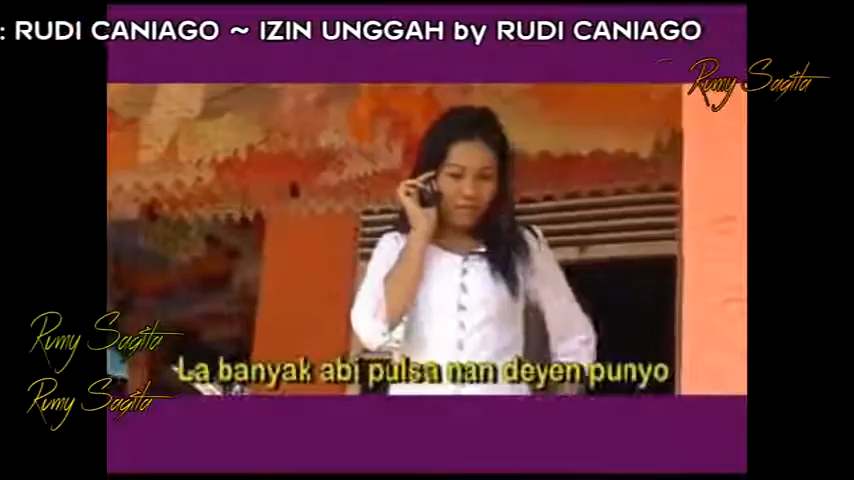 : RUDI CANIAGO ~ IZIN UNGGAH by RUDI CANIAGO
Rumy Sagita
Rumy Sagita
La banyak abi pulsa nan deyen punyo
Rumy Sagita